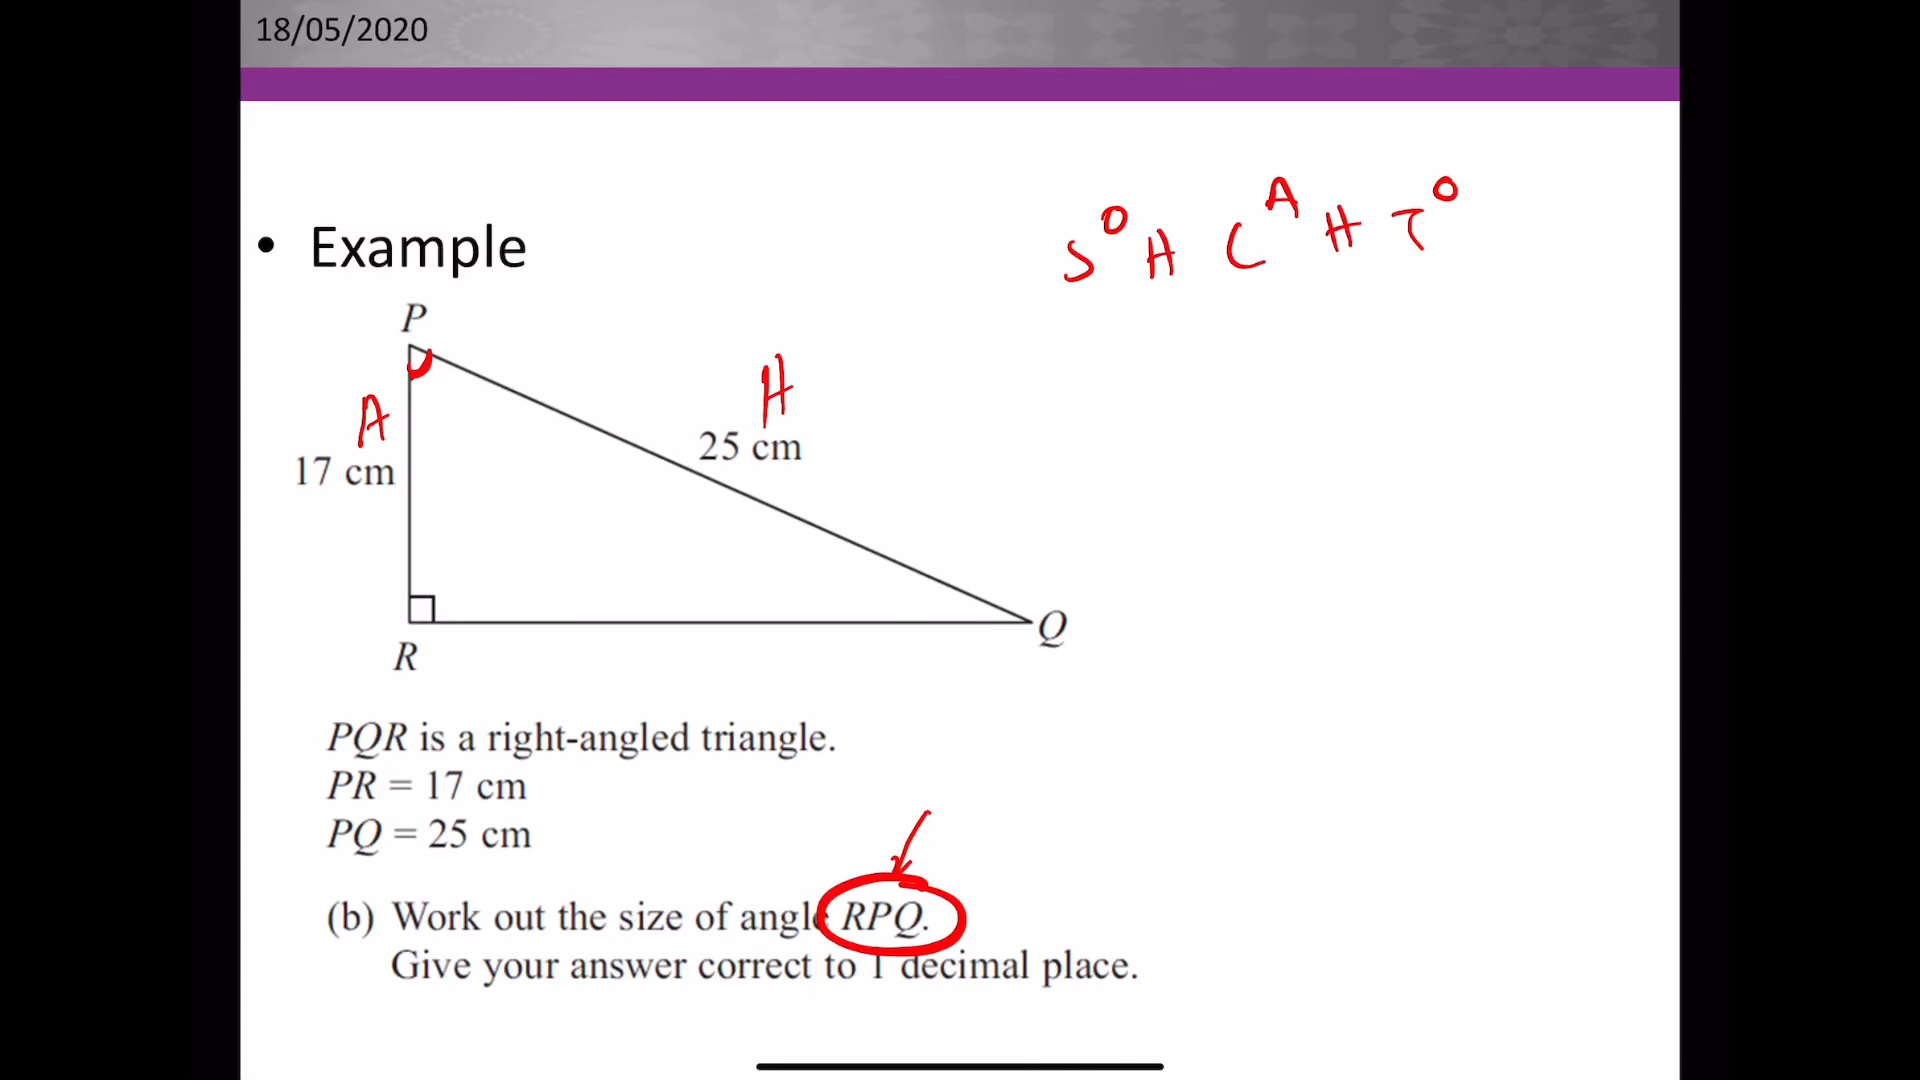 18/05/2020
S O H C A H T O
• Example
P
H
A
25 cm
17 cm
R
Q
PQR is a right-angled triangle.
PR = 17 cm
PQ = 25 cm
(b) Work out the size of angle RPQ.
Give your answer correct to 1 decimal place.